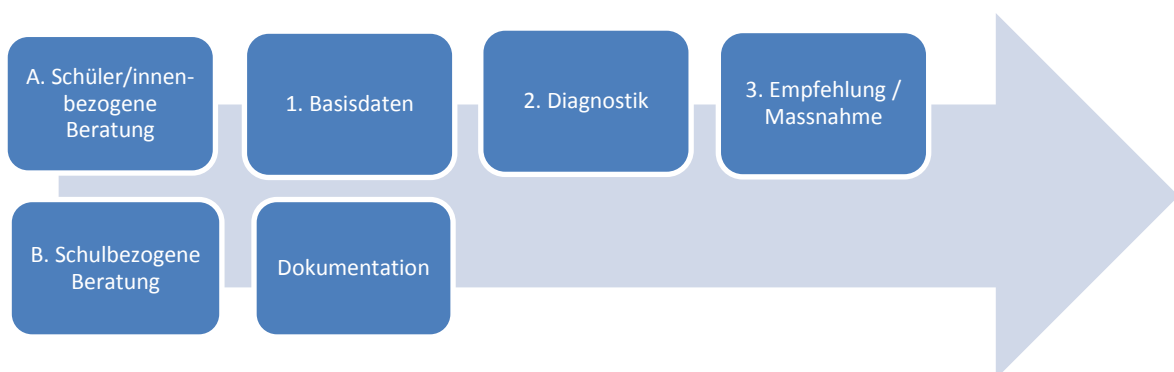 A. Schüler/innen-
bezogene
Beratung
1. Basisdaten
2. Diagnostik
3. Empfehlung /
Massnahme
B. Schulbezogene
Beratung
Dokumentation